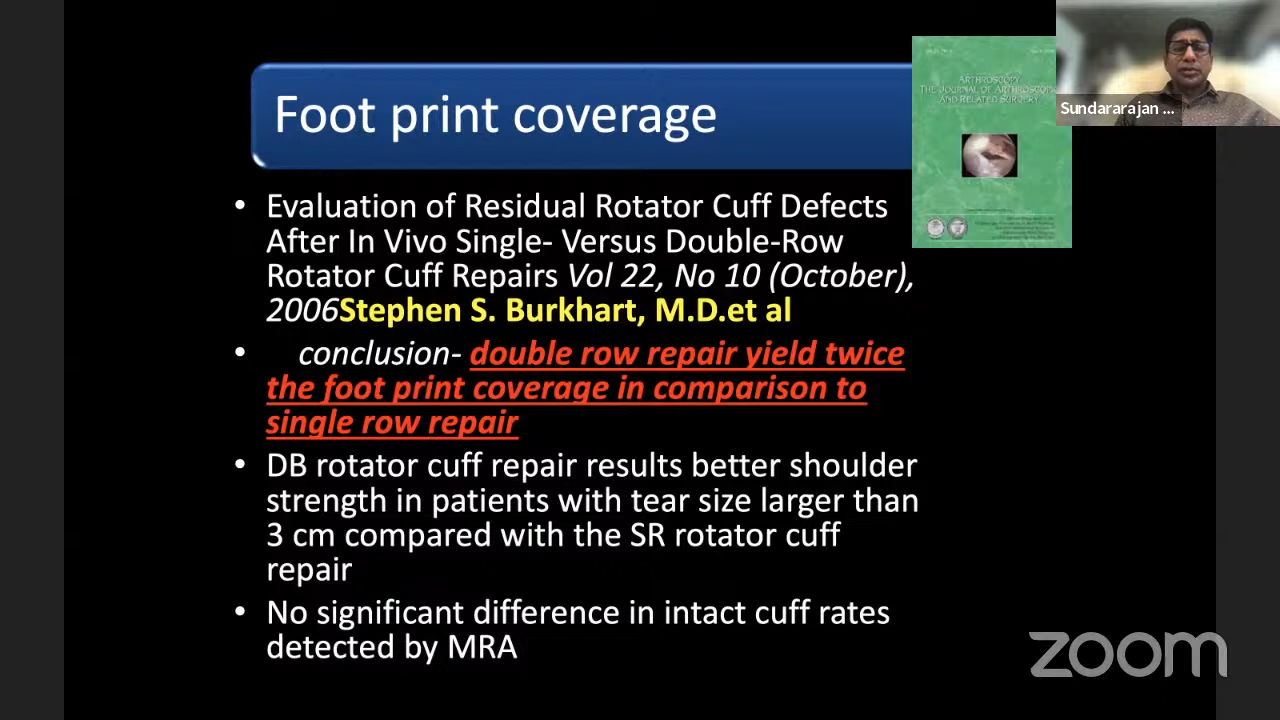 Foot print coverage
ARTHROSCOPY
THE JOURNAL OF ARTHROSCOPIC
AND RELATED SURGERY
Sundararajan ...
• Evaluation of Residual Rotator Cuff Defects
After In Vivo Single- Versus Double-Row
Rotator Cuff Repairs Vol 22, No 10 (October),
2006Stephen S. Burkhart, M.D.et al
• conclusion- double row repair yield twice
the foot print coverage in comparison to
single row repair
• DB rotator cuff repair results better shoulder
strength in patients with tear size larger than
3 cm compared with the SR rotator cuff
repair
• No significant difference in intact cuff rates
detected by MRA
zoom